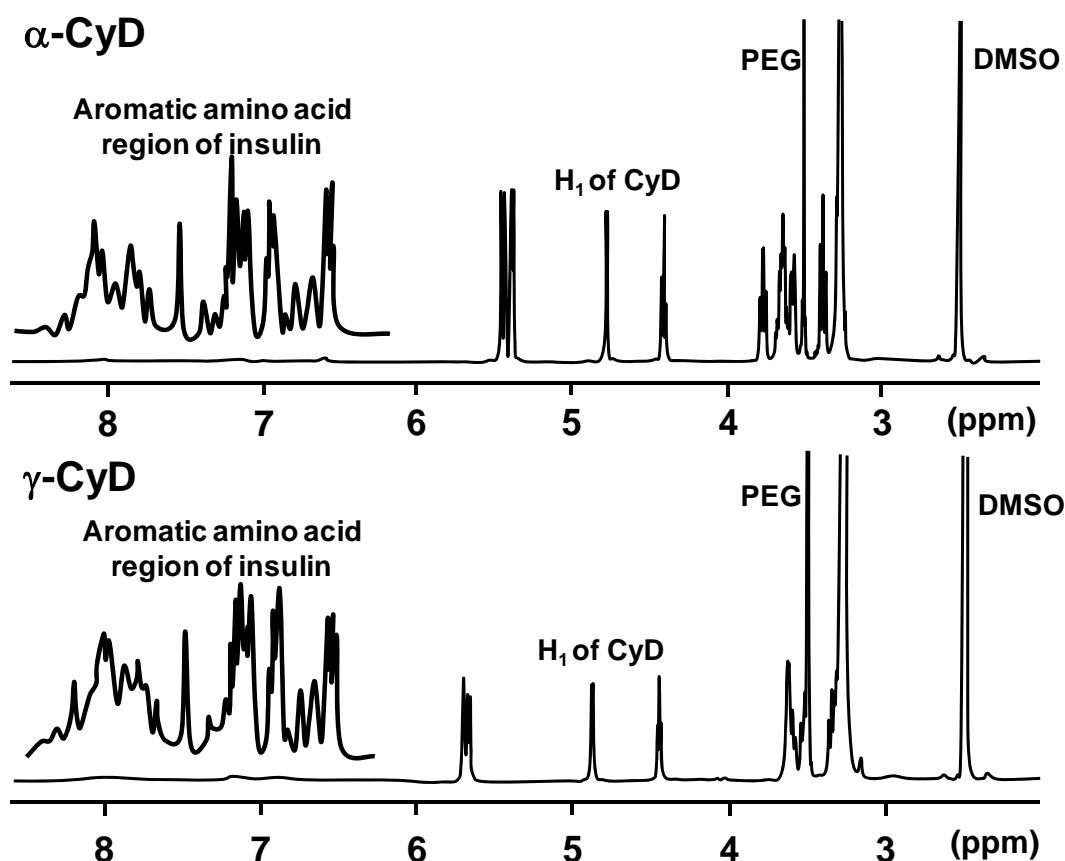 α-CyD
PEG
DMSO
Aromatic amino acid
region of insulin
H₁ of CyD
8 7 6 5 4 3 (ppm)
γ-CyD
PEG
DMSO
Aromatic amino acid
region of insulin
H₁ of CyD
8 7 6 5 4 3 (ppm)